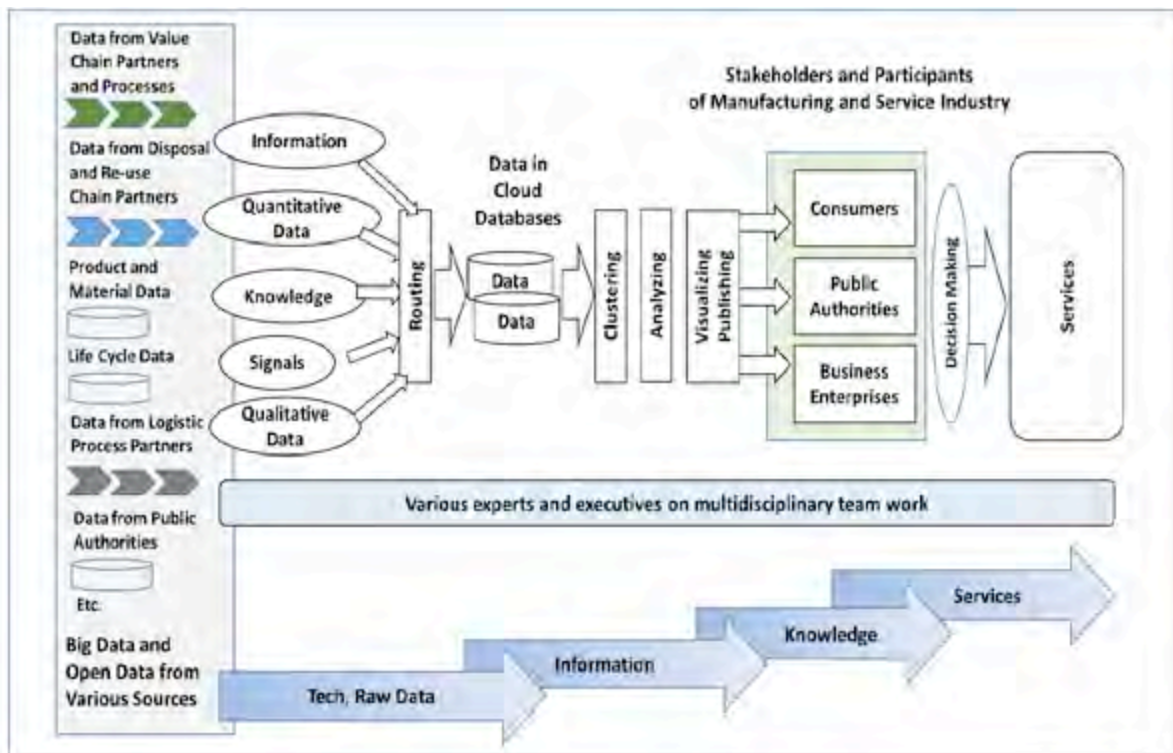 Data from Value
Chain Partners
and Processes
Data from Disposal
and Re-use
Chain Partners
Product and
Material Data
Life Cycle Data
Data from Logistic
Process Partners
Data from Public
Authorities
Etc.
Big Data and
Open Data from
Various Sources
Information
Quantitative
Data
Knowledge
Signals
Qualitative
Data
Routing
Data in
Cloud
Databases
Data
Data
Clustering
Analyzing
Visualizing
Publishing
Stakeholders and Participants
of Manufacturing and Service Industry
Consumers
Public
Authorities
Business
Enterprises
Decision Making
Services
Various experts and executives on multidisciplinary team work
Services
Knowledge
Information
Tech, Raw Data